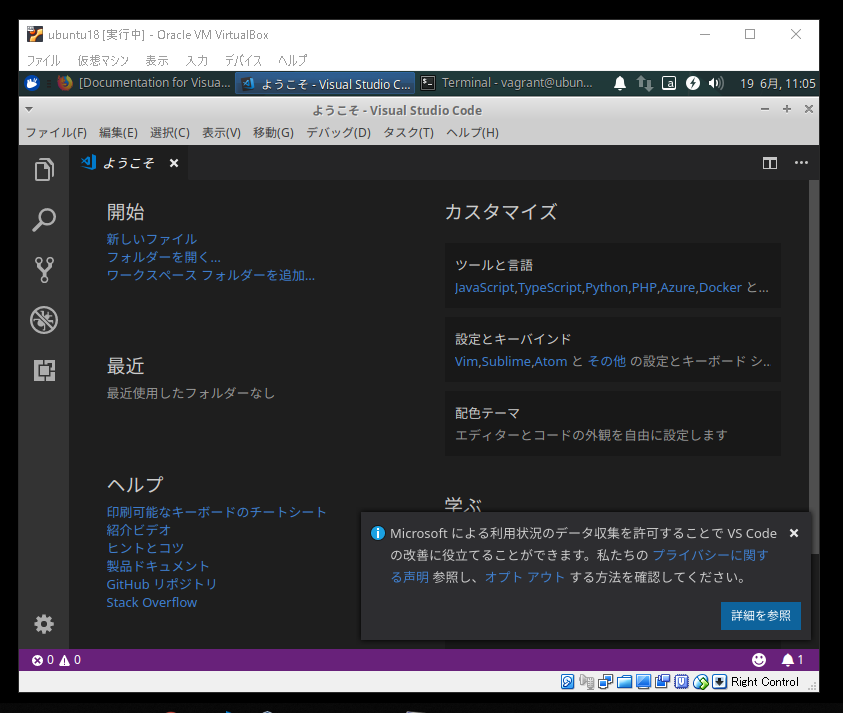 ubuntu18 [実行中] - Oracle VM VirtualBox
ファイル 仮想マシン 表示 入力 デバイス ヘルプ
[Documentation for Visua... ようこそ - Visual Studio C... Terminal - vagrant@ubun... a 19 6月, 11:05
ようこそ - Visual Studio Code
ファイル(F) 編集(E) 選択(C) 表示(V) 移動(G) デバッグ(D) タスク(T) ヘルプ(H)
ようこそ
開始
新しいファイル
フォルダーを開く...
ワークスペース フォルダーを追加...
最近
最近使用したフォルダーなし
ヘルプ
印刷可能なキーボードのチートシート
紹介ビデオ
ヒントとコツ
製品ドキュメント
GitHub リポジトリ
Stack Overflow
カスタマイズ
ツールと言語
JavaScript,TypeScript,Python,PHP,Azure,Docker と...
設定とキーバインド
Vim,Sublime,Atom と その他 の設定とキーボード シ..
配色テーマ
エディターとコードの外観を自由に設定します
学ぶ
Microsoft による利用状況のデータ収集を許可することで VS Code
の改善に役立てることができます。私たちの プライバシーに関す
る声明 参照し、オプト アウト する方法を確認してください。
詳細を参照
0 0 1
Right Control